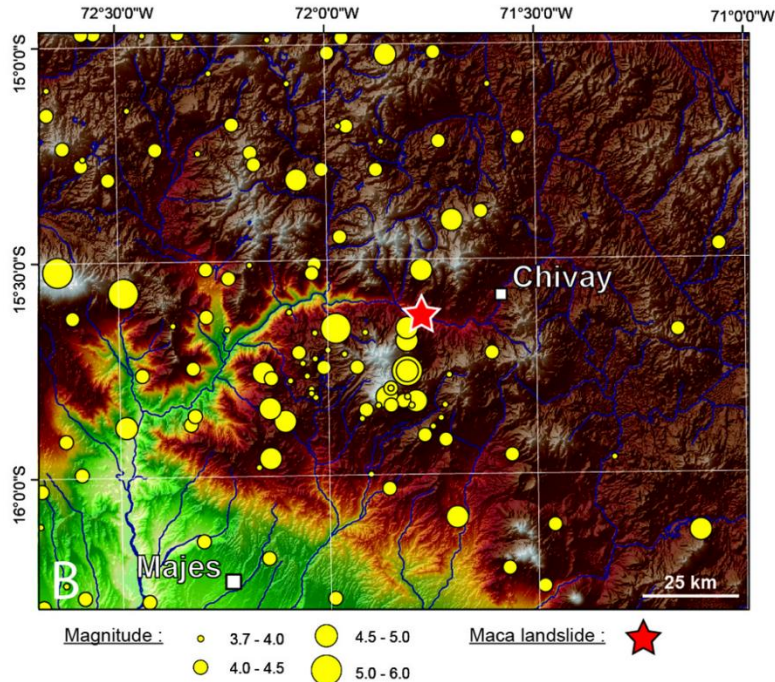 72°30'0"W 72°0'0"W 71°30'0"W 71°0'0"W
15°0'0"S
15°30'0"S
Chivay
16°0'0"S
Majes
B
25 km
Magnitude : 3.7 - 4.0 4.5 - 5.0 Maca landslide :
4.0 - 4.5 5.0 - 6.0